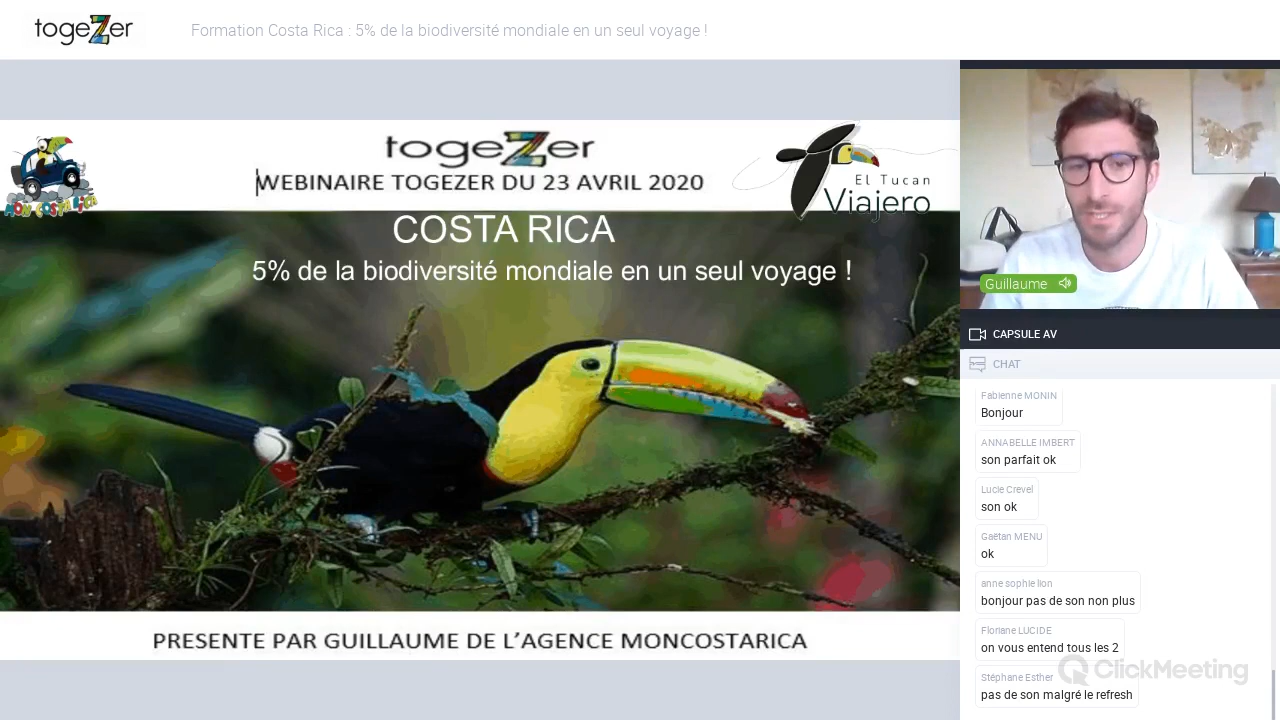 togeZer
Formation Costa Rica : 5% de la biodiversité mondiale en un seul voyage !
togeZer
WEBINAIRE TOGEZER DU 23 AVRIL 2020
MON COSTA RICA
El Tucan
Viajero
COSTA RICA
5% de la biodiversité mondiale en un seul voyage !
PRESENTE PAR GUILLAUME DE L’AGENCE MONCOSTARICA
Guillaume
CAPSULE AV
CHAT
Fabienne MONIN
Bonjour
ANNABELLE IMBERT
son parfait ok
Lucie Crevel
son ok
Gaëtan MENU
ok
anne sophie lion
bonjour pas de son non plus
Floriane LUCIDE
on vous entend tous les 2
Stéphane Esther
pas de son malgré le refresh
ClickMeeting